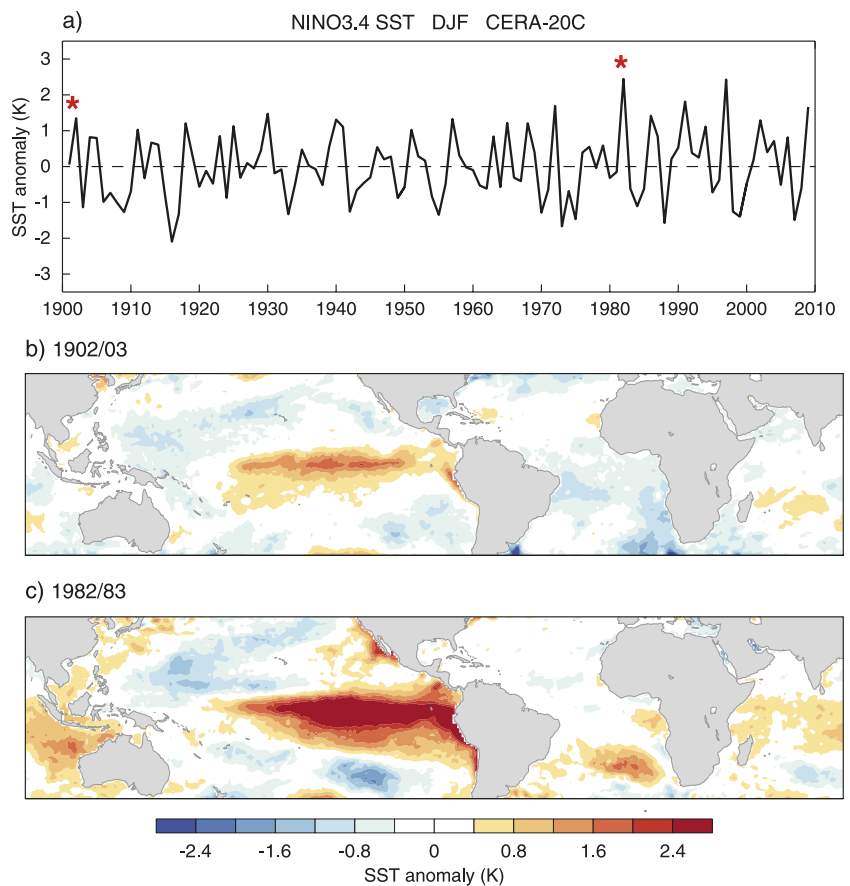 a) NINO3.4 SST DJF CERA-20C
3
2
1
0
-1
-2
-3
SST anomaly (K)
1900 1910 1920 1930 1940 1950 1960 1970 1980 1990 2000 2010
b) 1902/03
c) 1982/83
-2.4 -1.6 -0.8 0 0.8 1.6 2.4
SST anomaly (K)